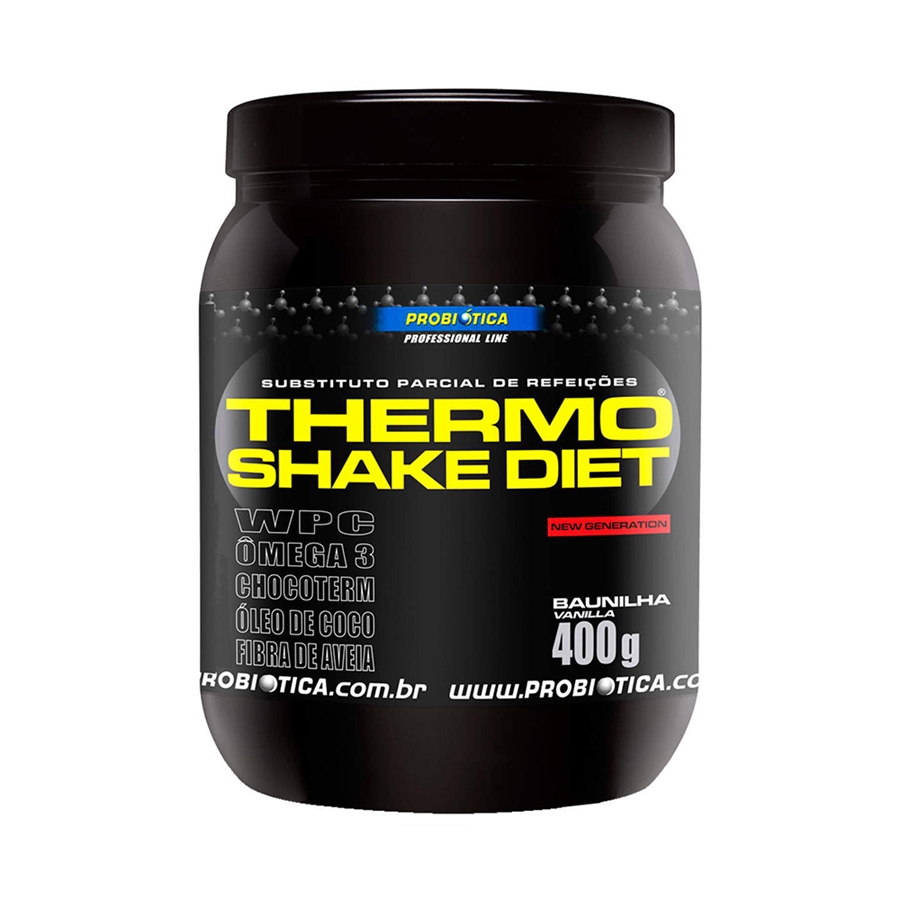 PROBIÓTICA
PROFESSIONAL LINE
SUBSTITUTO PARCIAL DE REFEIÇÕES
THERMO®
SHAKE DIET
NEW GENERATION
WPC
ÔMEGA 3
CHOCOTERM
ÓLEO DE COCO
FIBRA DE AVEIA
BAUNILHA
VANILLA
400g
ROBIOTICA.com.br www.PROBIOTICA.co